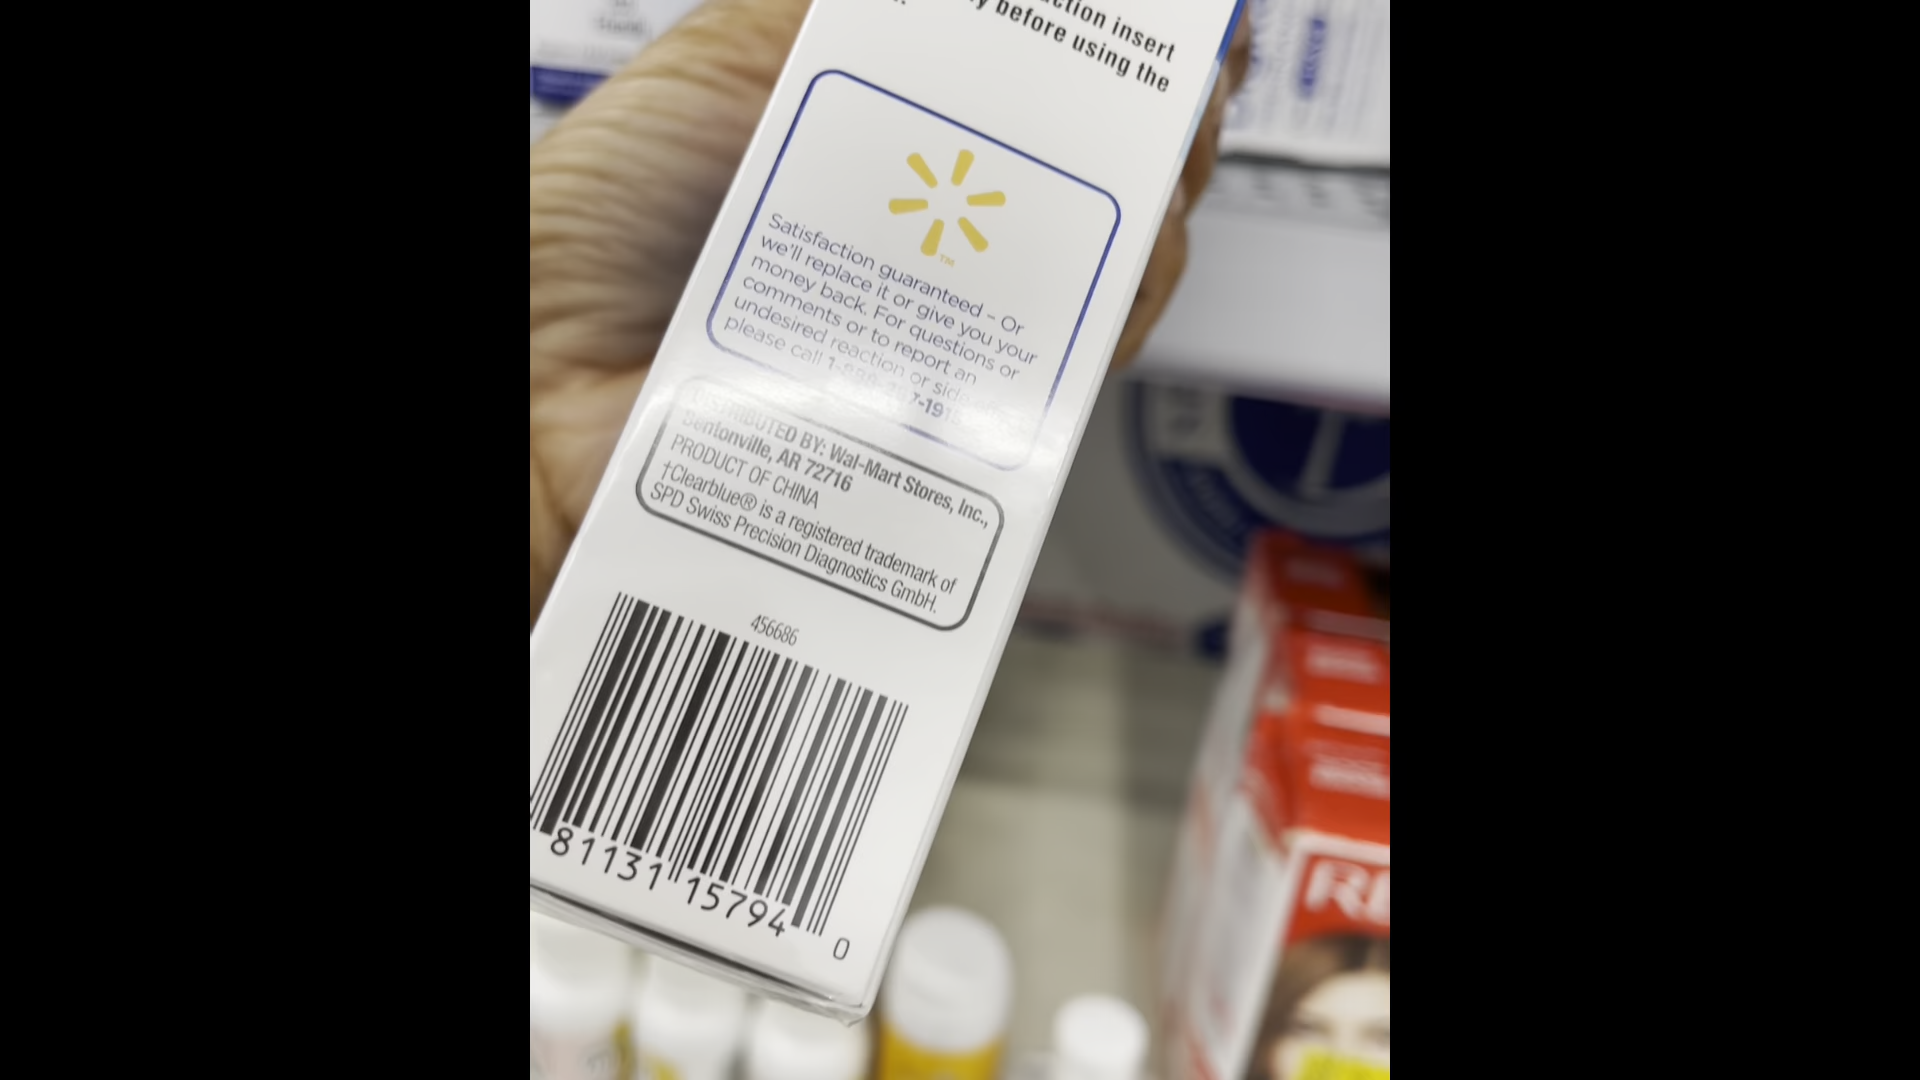 ction insert
before using the
TM
Satisfaction guaranteed – Or
we'll replace it or give you your
money back. For questions or
comments or to report an
undesired reaction or side
please call
DISTRIBUTED BY: Wal-Mart Stores, Inc.,
Bentonville, AR 72716
PRODUCT OF CHINA
†Clearblue® is a registered trademark of
SPD Swiss Precision Diagnostics GmbH.
456686
81131 15794 0